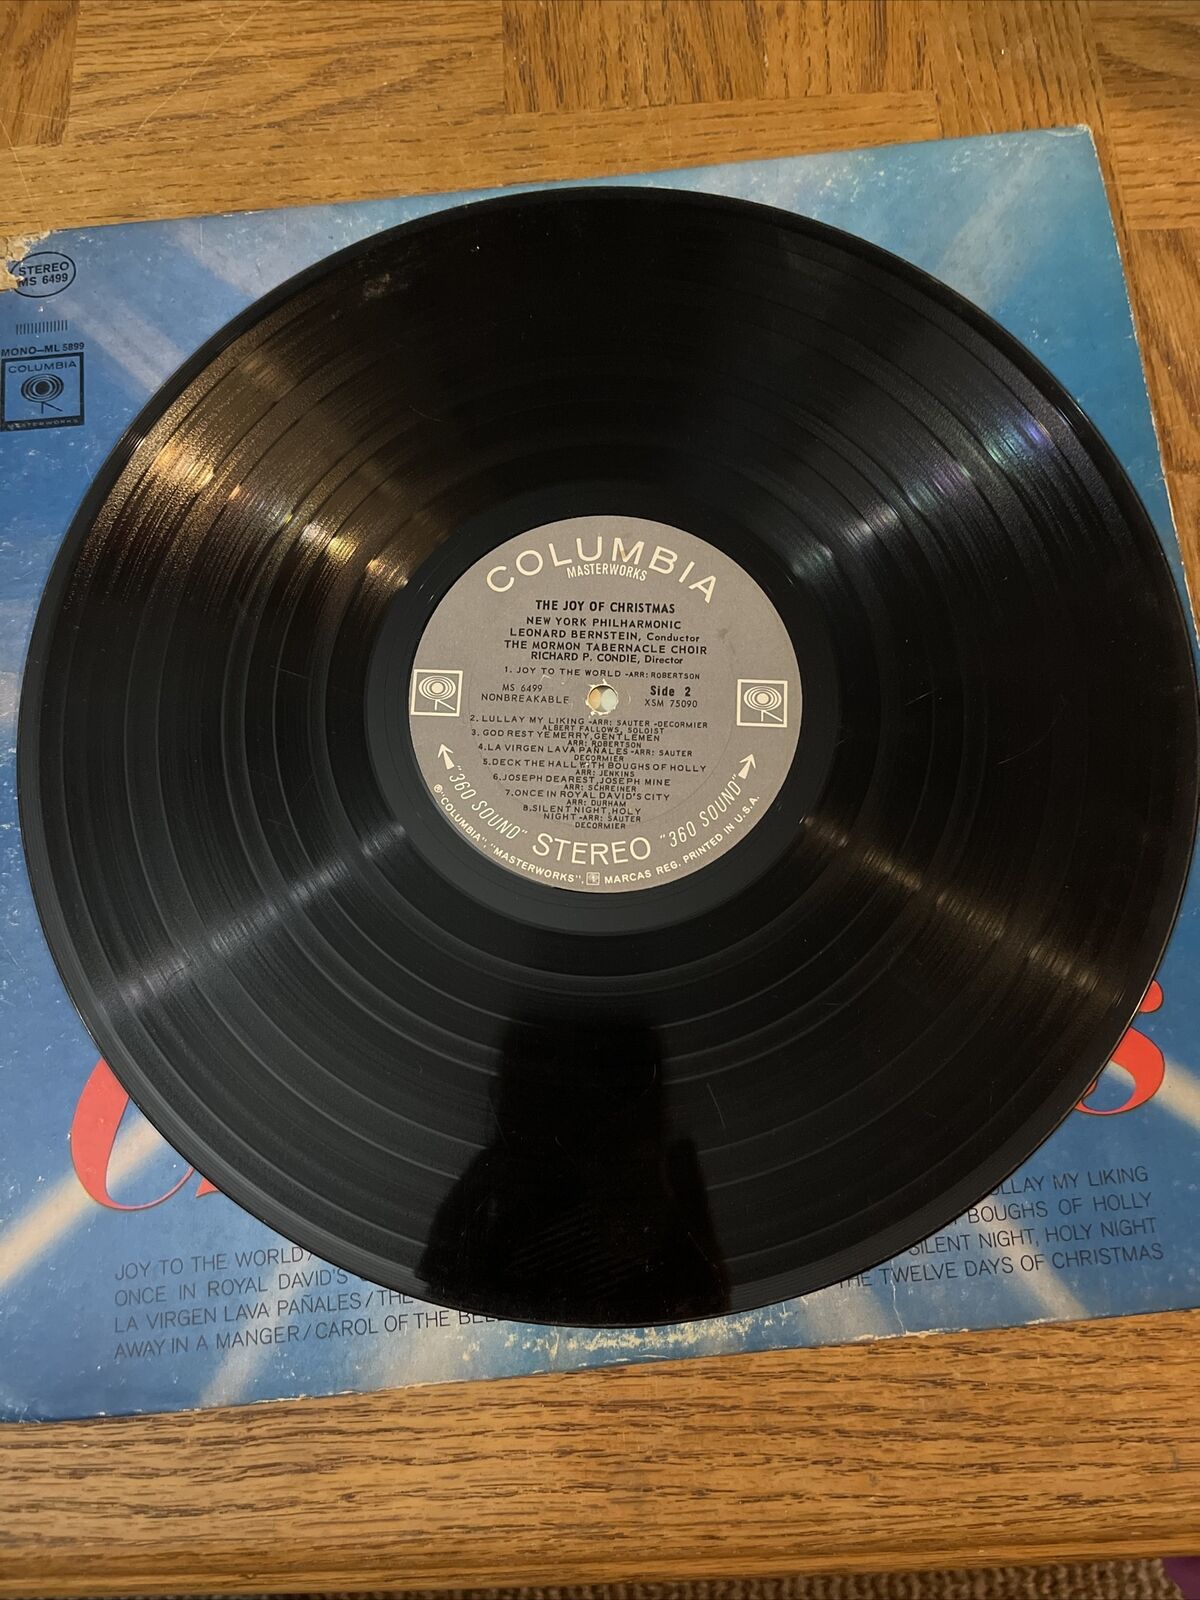 STEREO
MS 6499
MONO—ML 5899
COLUMBIA
MASTERWORKS
COLUMBIA
MASTERWORKS
THE JOY OF CHRISTMAS
NEW YORK PHILHARMONIC
LEONARD BERNSTEIN, Conductor
THE MORMON TABERNACLE CHOIR
RICHARD P. CONDIE, Director
1. JOY TO THE WORLD -ARR: ROBERTSON
MS 6499
NONBREAKABLE
Side 2
XSM 75090
2. LULLAY MY LIKING -ARR: SAUTER -DECORMIER
ALBERT FALLOWS, SOLOIST
3. GOD REST YE MERRY, GENTLEMEN
ARR: ROBERTSON
4. LA VIRGEN LAVA PAÑALES -ARR: SAUTER
DECORMIER
5. DECK THE HALL WITH BOUGHS OF HOLLY
ARR: JENKINS
6. JOSEPH DEAREST, JOSEPH MINE
ARR: SCHREINER
7. ONCE IN ROYAL DAVID'S CITY
ARR: DURHAM
8. SILENT NIGHT, HOLY
NIGHT -ARR: SAUTER
DECORMIER
"360 SOUND" STEREO "360 SOUND"
®"COLUMBIA", "MASTERWORKS", MARCAS REG. PRINTED IN U.S.A.
JOY TO THE WORLD/ LULLAY MY LIKING
ONCE IN ROYAL DAVID'S BOUGHS OF HOLLY
LA VIRGEN LAVA PAÑALES/THE SILENT NIGHT, HOLY NIGHT
AWAY IN A MANGER/CAROL OF THE THE TWELVE DAYS OF CHRISTMAS